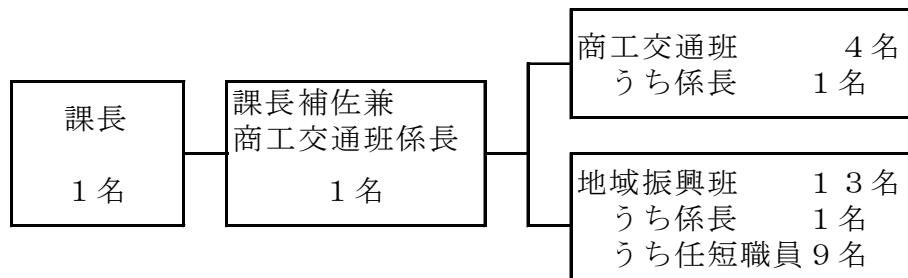 課長
１名
課長補佐兼
商工交通班係長
１名
商工交通班　　　４名
うち係長　　１名
地域振興班　　１３名
うち係長　　１名
うち任短職員９名